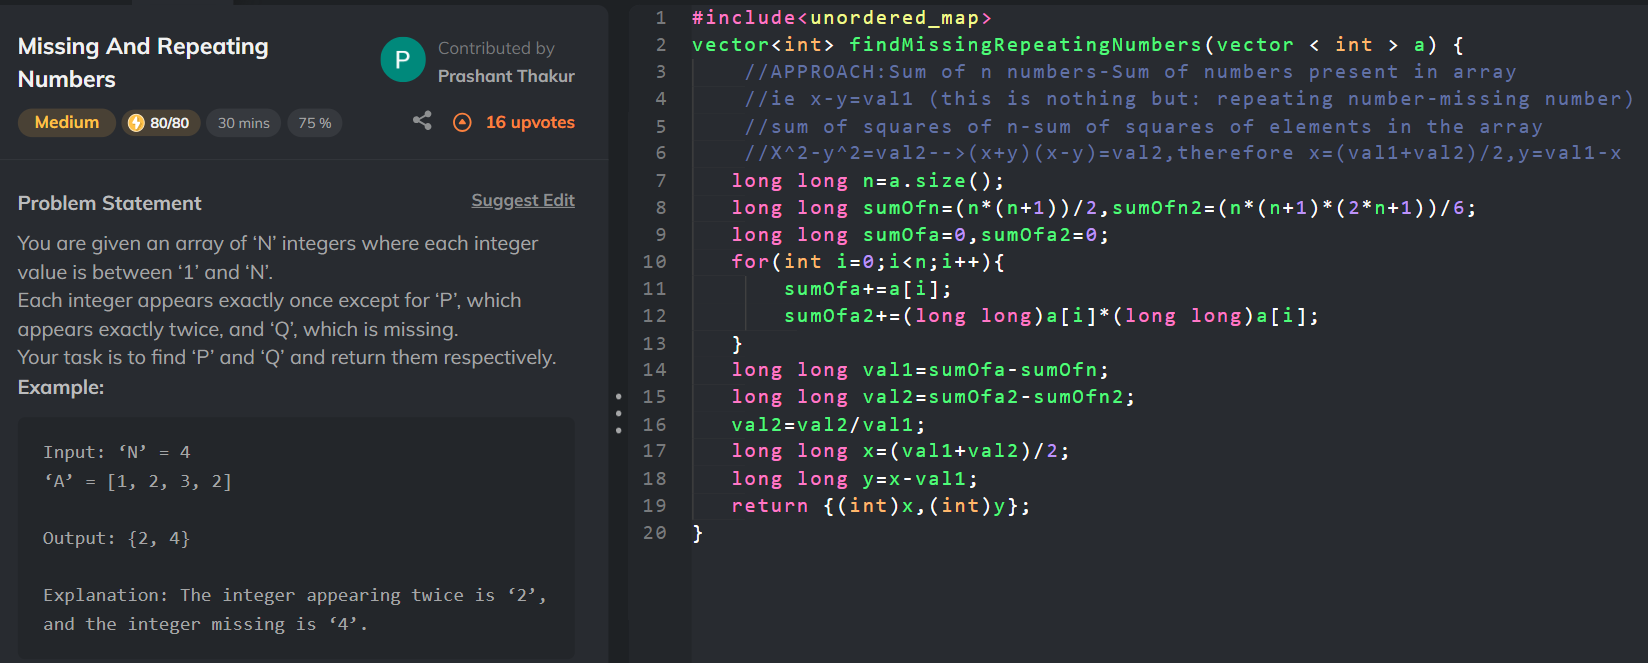 Missing And Repeating
Numbers
P
Contributed by
Prashant Thakur
Medium
80/80
30 mins
75 %
16 upvotes
Problem Statement
Suggest Edit
You are given an array of ‘N’ integers where each integer
value is between ‘1’ and ‘N’.
Each integer appears exactly once except for ‘P’, which
appears exactly twice, and ‘Q’, which is missing.
Your task is to find ‘P’ and ‘Q’ and return them respectively.
Example:
Input: ‘N’ = 4
‘A’ = [1, 2, 3, 2]
Output: {2, 4}
Explanation: The integer appearing twice is ‘2’,
and the integer missing is ‘4’.
1 #include<unordered_map>
2 vector<int> findMissingRepeatingNumbers(vector < int > a) {
3 //APPROACH:Sum of n numbers-Sum of numbers present in array
4 //ie x-y=val1 (this is nothing but: repeating number-missing number)
5 //sum of squares of n-sum of squares of elements in the array
6 //X^2-y^2=val2-->(x+y)(x-y)=val2,therefore x=(val1+val2)/2,y=val1-x
7 long long n=a.size();
8 long long sumOfn=(n*(n+1))/2,sumOfn2=(n*(n+1)*(2*n+1))/6;
9 long long sumOfa=0,sumOfa2=0;
10 for(int i=0;i<n;i++){
11 sumOfa+=a[i];
12 sumOfa2+=(long long)a[i]*(long long)a[i];
13 }
14 long long val1=sumOfa-sumOfn;
15 long long val2=sumOfa2-sumOfn2;
16 val2=val2/val1;
17 long long x=(val1+val2)/2;
18 long long y=x-val1;
19 return {(int)x,(int)y};
20 }